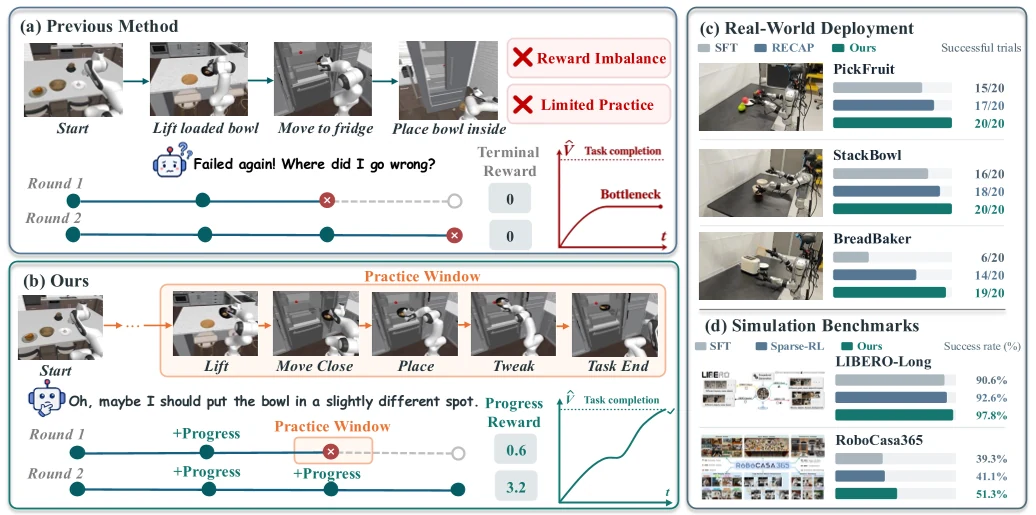 (a) Previous Method
Start
Lift loaded bowl
Move to fridge
Place bowl inside
Reward Imbalance
Limited Practice
Failed again! Where did I go wrong?
Round 1
Round 2
Terminal
Reward
0
0
V̂
Task completion
Bottleneck
t
(b) Ours
Practice Window
Start
Lift
Move Close
Place
Tweak
Task End
Oh, maybe I should put the bowl in a slightly different spot.
Round 1
+Progress
Practice Window
Round 2
+Progress
+Progress
Progress
Reward
0.6
3.2
V̂
Task completion
t
(c) Real-World Deployment
SFT
RECAP
Ours
Successful trials
PickFruit
15/20
17/20
20/20
StackBowl
16/20
18/20
20/20
BreadBaker
6/20
14/20
19/20
(d) Simulation Benchmarks
SFT
Sparse-RL
Ours
Success rate (%)
LIBERO-Long
LIBERO
90.6%
92.6%
97.8%
RoboCasa365
ROBOCASA365
39.3%
41.1%
51.3%